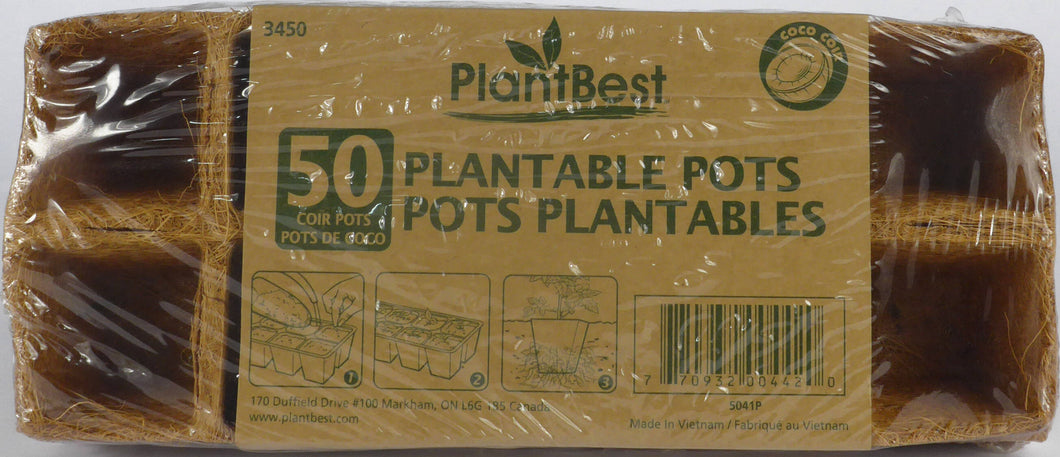 3450
PlantBest
COCO COIR
50
COIR POTS
POTS DE COCO
PLANTABLE POTS
POTS PLANTABLES
1
2
3
7 70932 00442 0
5041P
170 Duffield Drive #100 Markham, ON L6G 1B5 Canada
www.plantbest.com
Made in Vietnam / Fabriqué au Vietnam